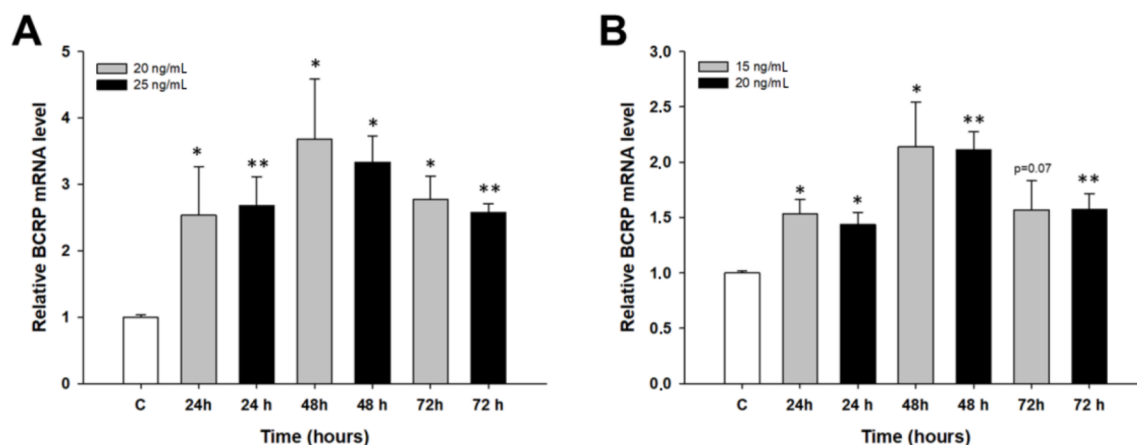 A
5
4
3
2
1
0
Relative BCRP mRNA level
20 ng/mL
25 ng/mL
*
**
*
*
*
**
C 24h 24 h 48h 48 h 72h 72 h
Time (hours)
B
3.0
2.5
2.0
1.5
1.0
0.5
0.0
Relative BCRP mRNA level
15 ng/mL
20 ng/mL
*
*
*
**
p=0.07
**
C 24h 24 h 48h 48 h 72h 72 h
Time (hours)